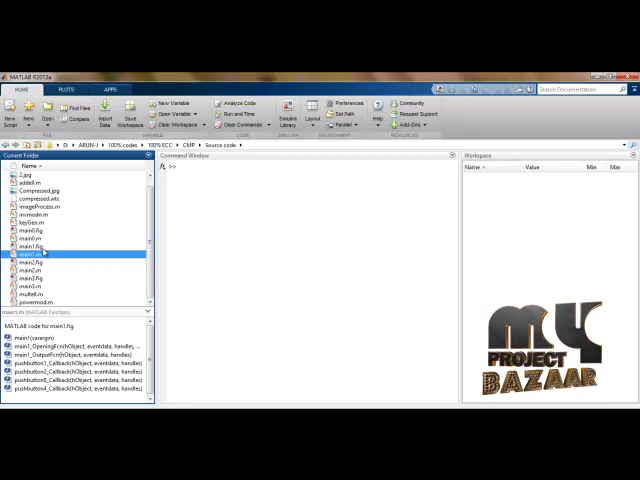 MATLAB R2013a
HOME PLOTS APPS
Search Documentation
New Script
New
Open
Find Files
Compare
Import Data
Save Workspace
New Variable
Open Variable
Clear Workspace
Analyze Code
Run and Time
Clear Commands
Simulink Library
Layout
Preferences
Set Path
Parallel
Help
Community
Request Support
Add-Ons
FILE VARIABLE CODE SIMULINK ENVIRONMENT RESOURCES
D: ARUN-J 100% codes 100% ECC CMP Source code
Current Folder
Name
2.jpg
addell.m
Compressed.jpg
compressed.wtc
imageProcess.m
invmodn.m
keyGen.m
main0.fig
main0.m
main1.fig
main1.m
main2.fig
main2.m
main3.fig
main3.m
multell.m
powermod.m
main1.m (MATLAB Function)
MATLAB code for main1.fig
main1(varargin)
main1_OpeningFcn(hObject, eventdata, handles, ...
main1_OutputFcn(hObject, eventdata, handles)
pushbutton1_Callback(hObject, eventdata, handles)
pushbutton2_Callback(hObject, eventdata, handles)
pushbutton4_Callback(hObject, eventdata, handles)
Command Window
fx >>
Workspace
Name Value Min Max
my
PROJECT
BAZAAR